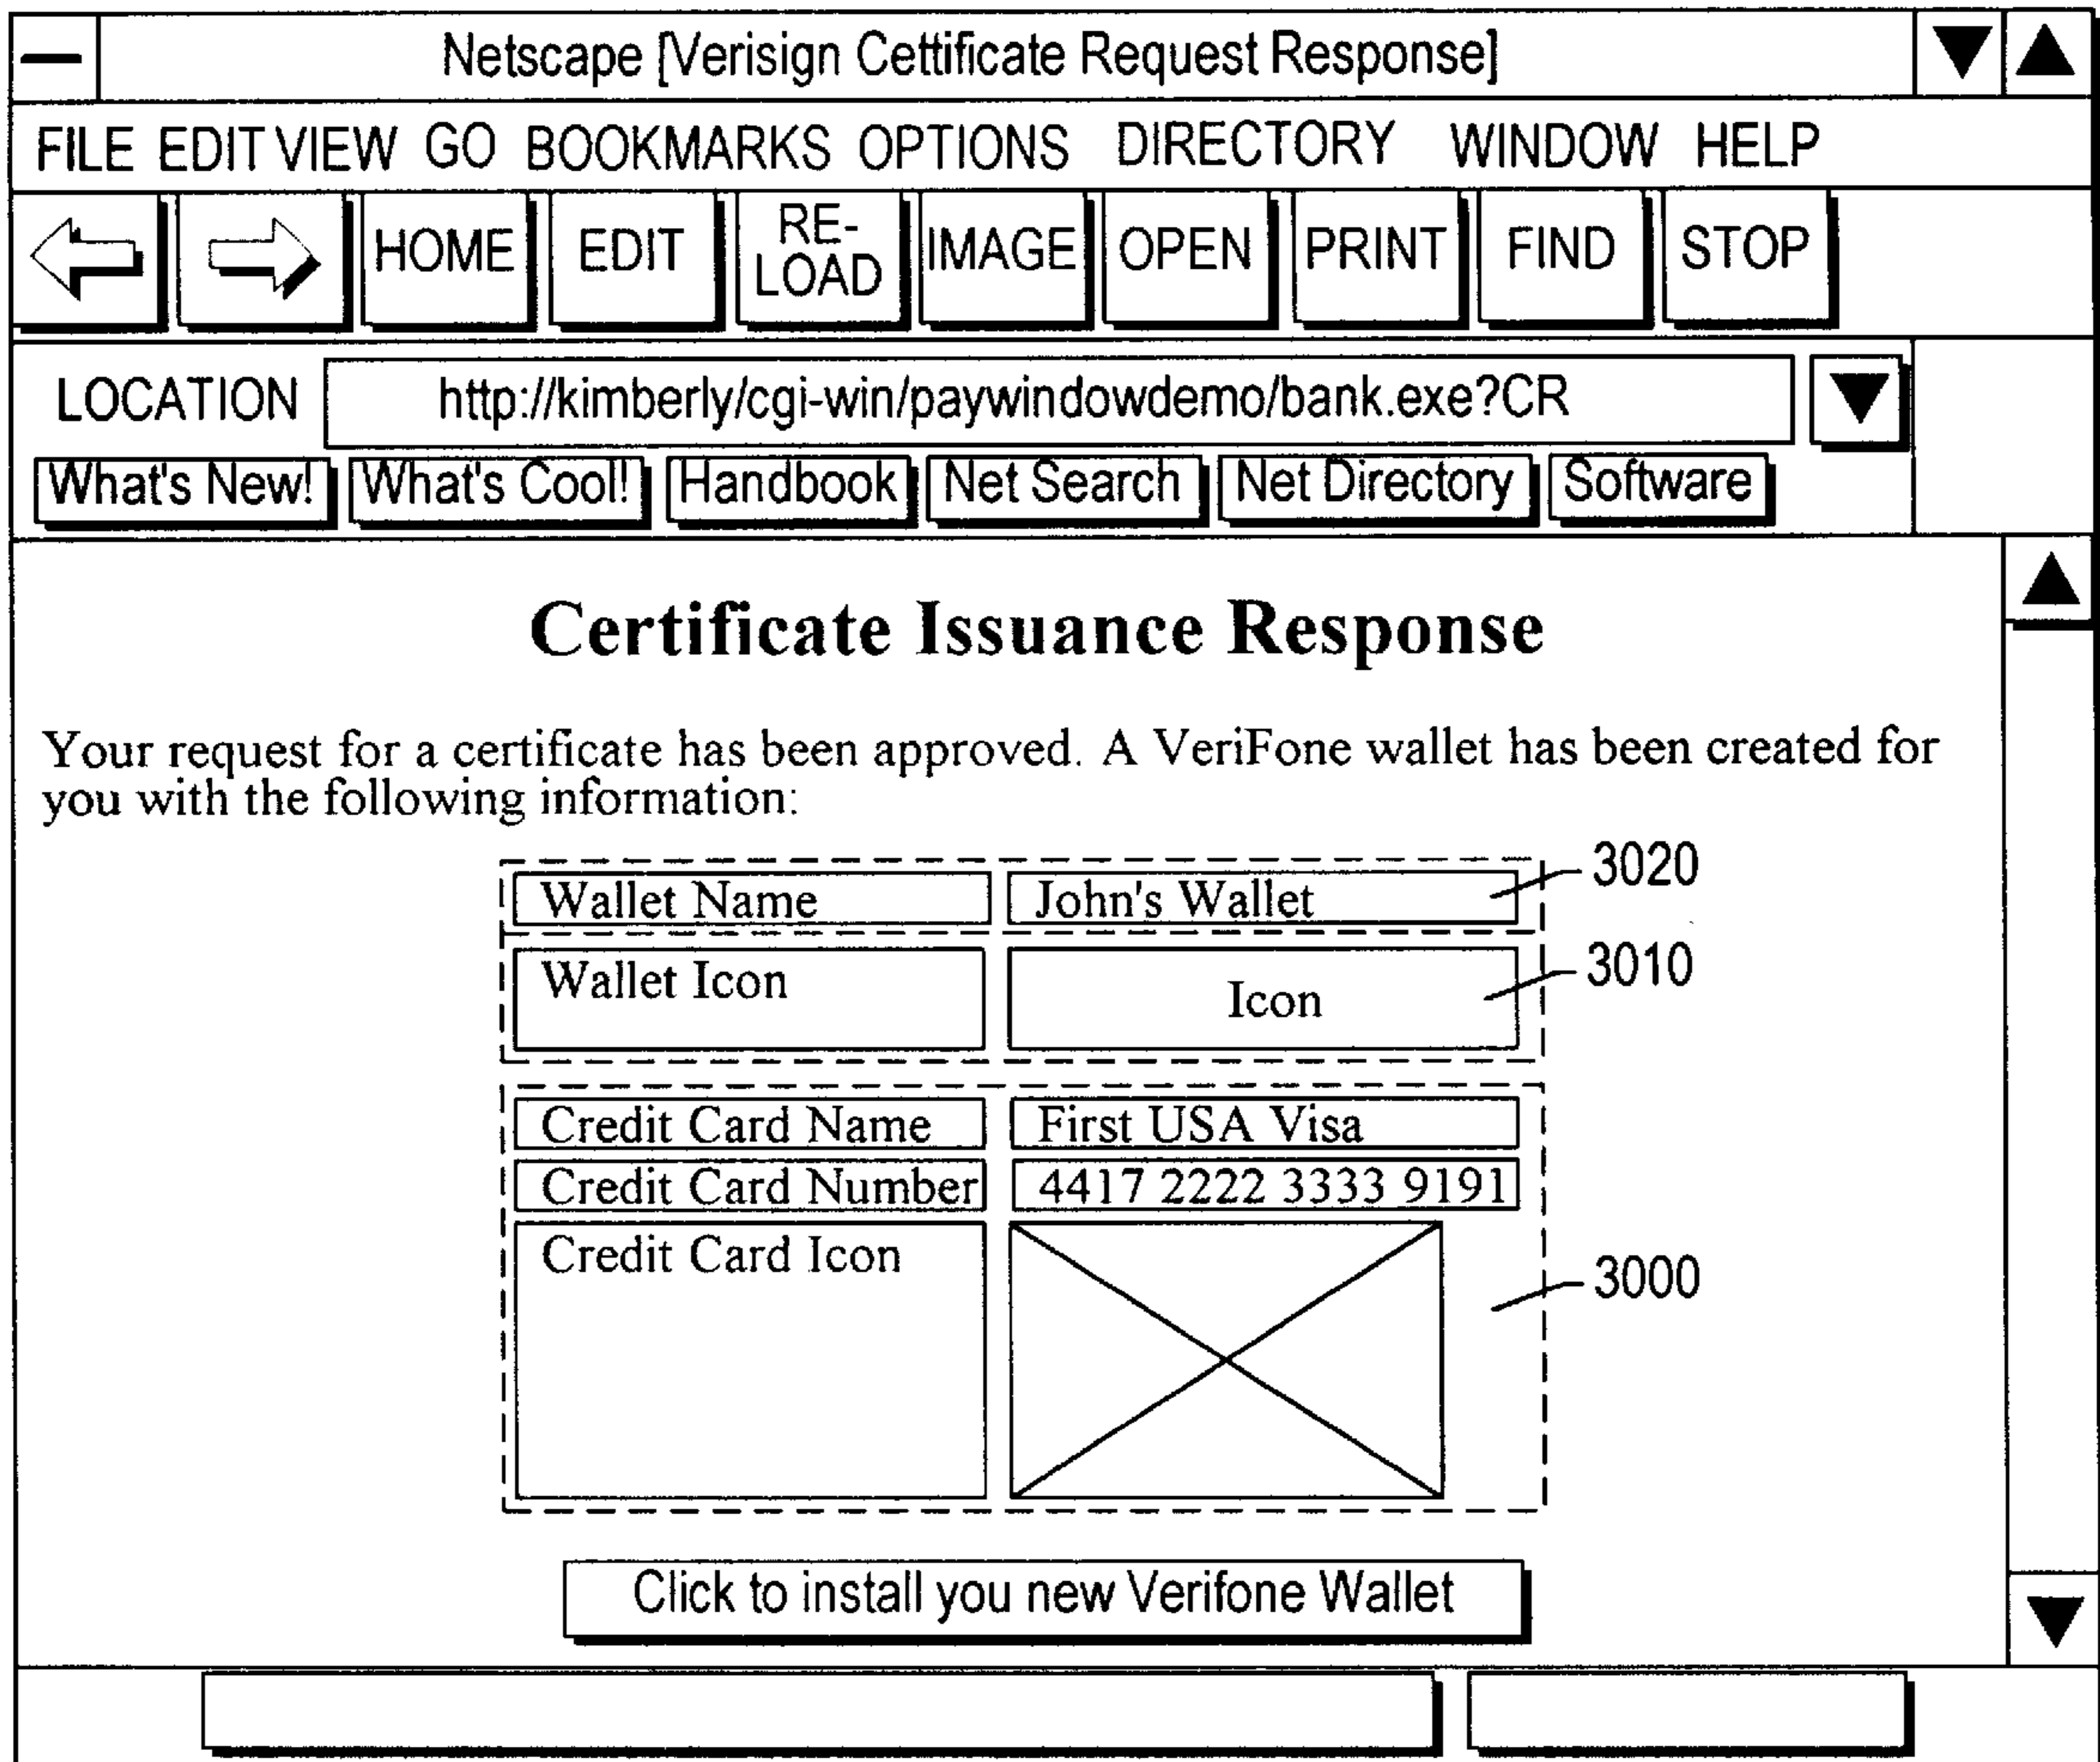 Netscape [Verisign Cettificate Request Response]
FILE EDIT VIEW GO BOOKMARKS OPTIONS DIRECTORY WINDOW HELP
HOME EDIT RE-LOAD IMAGE OPEN PRINT FIND STOP
LOCATION http://kimberly/cgi-win/paywindowdemo/bank.exe?CR
What's New! What's Cool! Handbook Net Search Net Directory Software
Certificate Issuance Response
Your request for a certificate has been approved. A VeriFone wallet has been created for
you with the following information:
Wallet Name John's Wallet 3020
Wallet Icon Icon 3010
Credit Card Name First USA Visa
Credit Card Number 4417 2222 3333 9191
Credit Card Icon 3000
Click to install you new Verifone Wallet